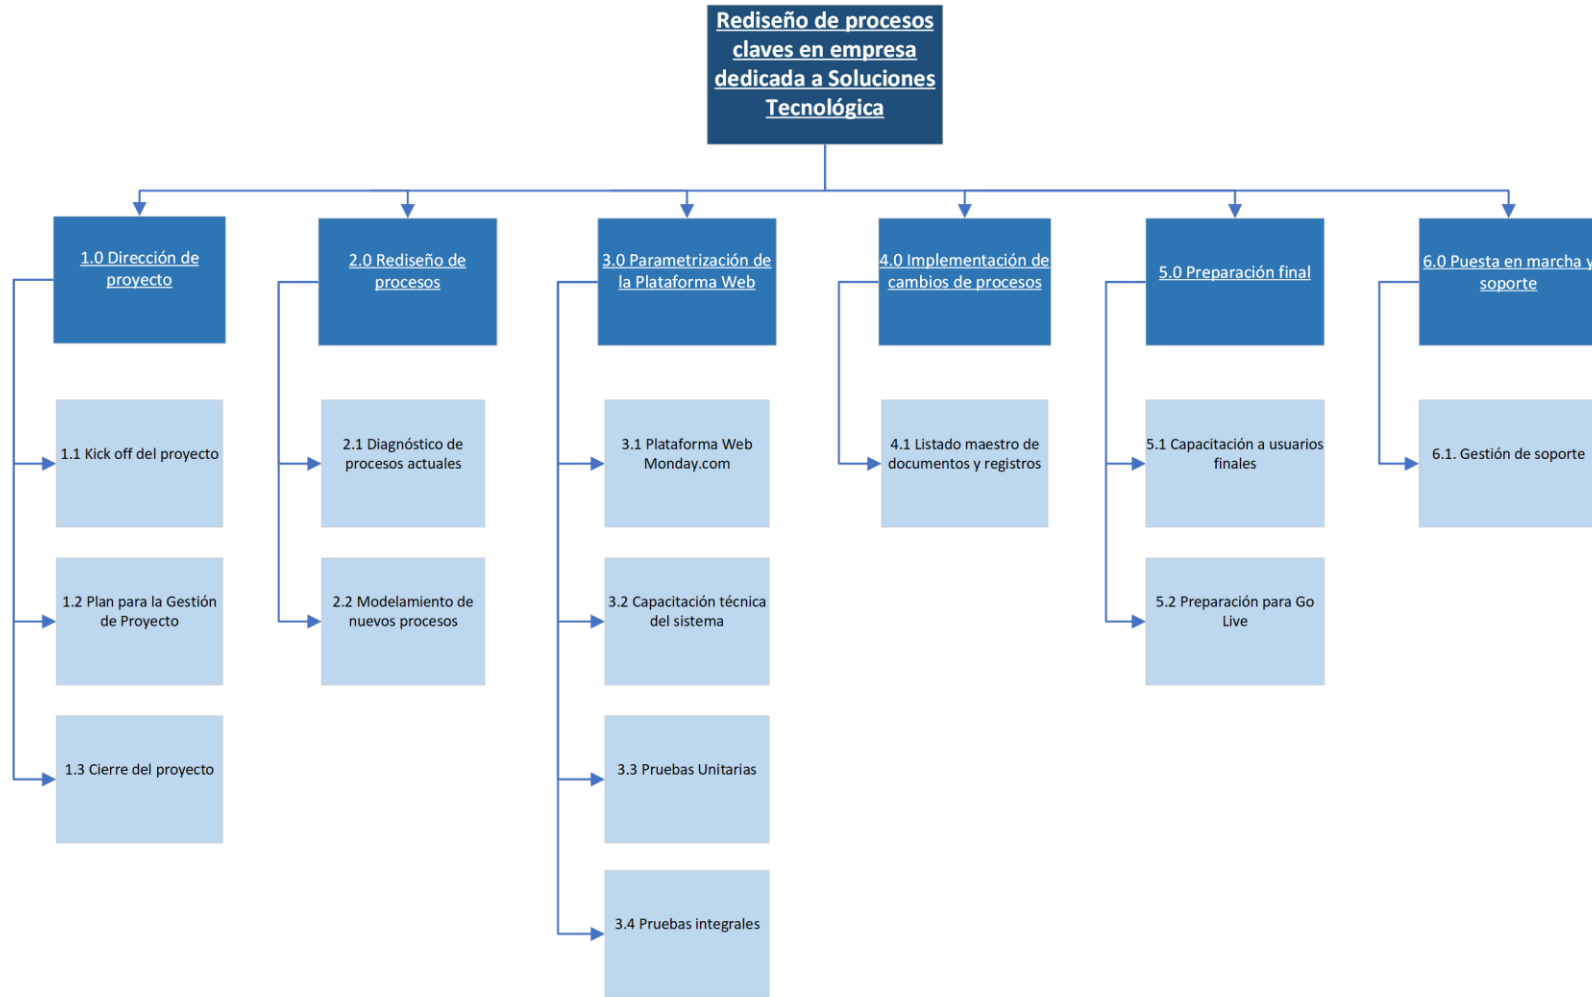 Rediseño de procesos
claves en empresa
dedicada a Soluciones
Tecnológica
1.0 Dirección de
proyecto
2.0 Rediseño de
procesos
3.0 Parametrización de
la Plataforma Web
4.0 Implementación de
cambios de procesos
5.0 Preparación final
6.0 Puesta en marcha y
soporte
1.1 Kick off del proyecto
2.1 Diagnóstico de
procesos actuales
3.1 Plataforma Web
Monday.com
4.1 Listado maestro de
documentos y registros
5.1 Capacitación a usuarios
finales
6.1. Gestión de soporte
1.2 Plan para la Gestión
de Proyecto
2.2 Modelamiento de
nuevos procesos
3.2 Capacitación técnica
del sistema
5.2 Preparación para Go
Live
1.3 Cierre del proyecto
3.3 Pruebas Unitarias
3.4 Pruebas integrales